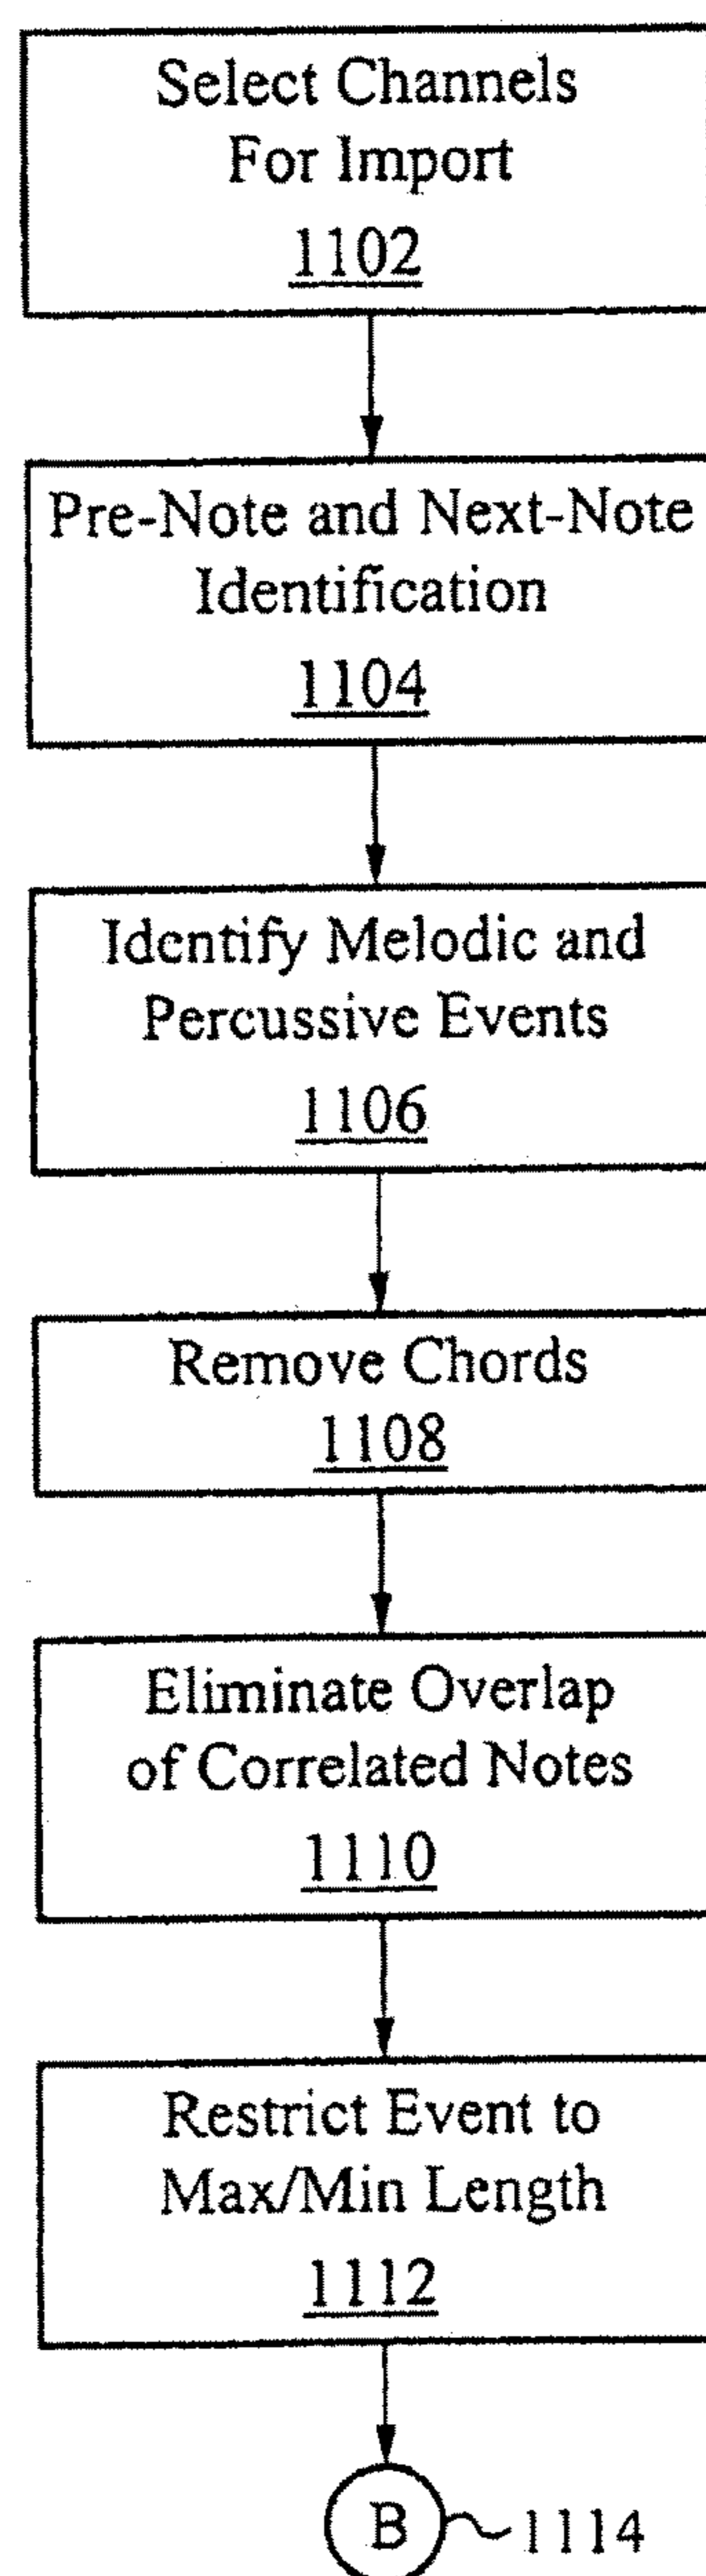 Select Channels
For Import
1102
Pre-Note and Next-Note
Identification
1104
Identify Melodic and
Percussive Events
1106
Remove Chords
1108
Eliminate Overlap
of Correlated Notes
1110
Restrict Event to
Max/Min Length
1112
B 1114